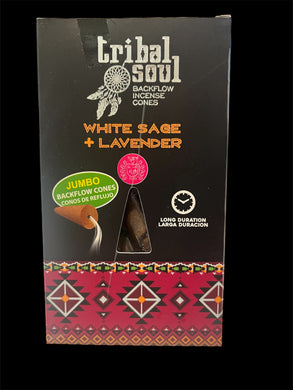 tribal
soul
BACKFLOW
INCENSE
CONES
WHITE SAGE
+ LAVENDER
JUMBO
BACKFLOW CONES
CONOS DE REFLUJO
LONG DURATION
LARGA DURACION